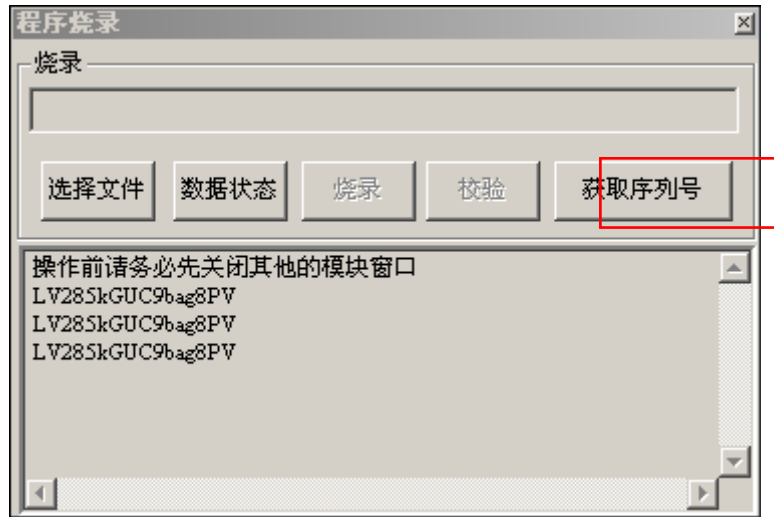 程序烧录
烧录
选择文件 数据状态 烧录 校验 获取序列号
操作前请务必先关闭其他的模块窗口
LV285kGUC9bag8PV
LV285kGUC9bag8PV
LV285kGUC9bag8PV